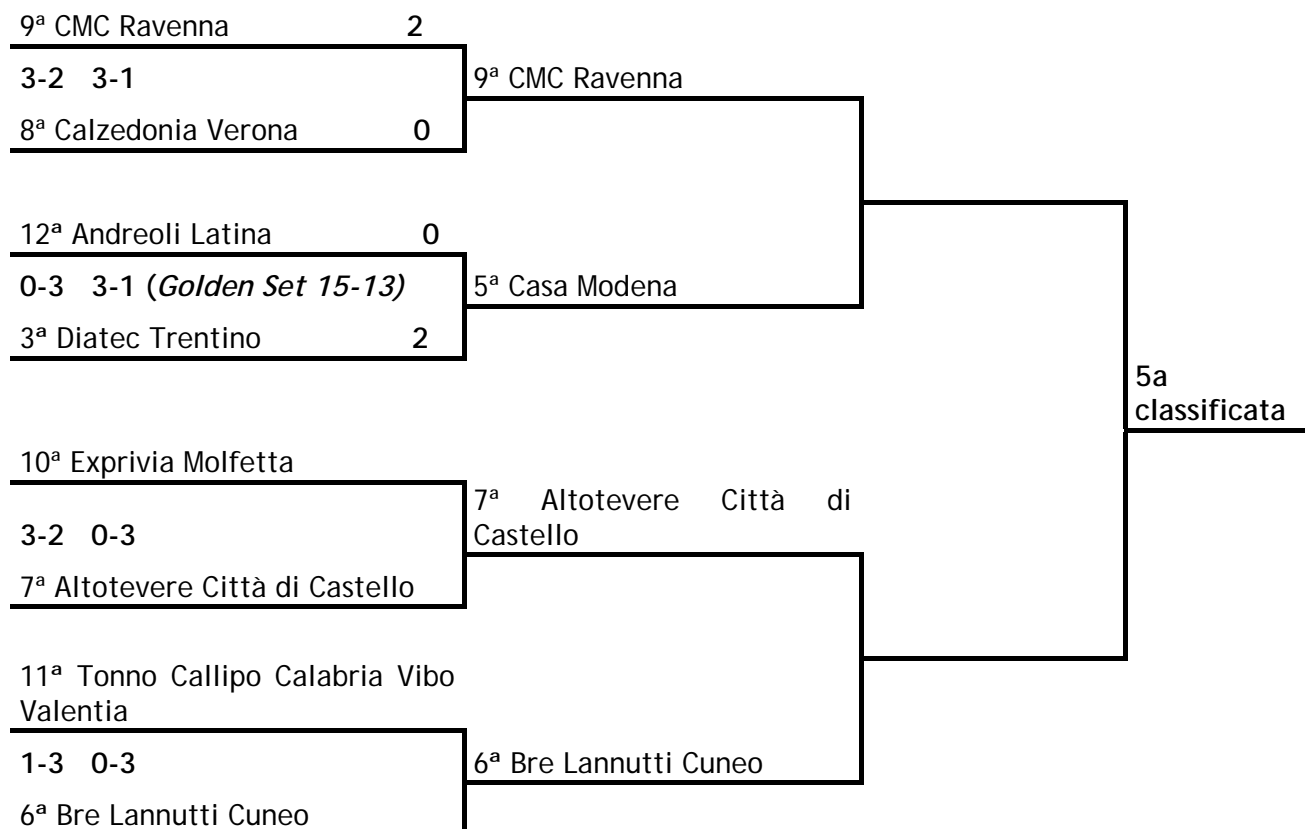 9ª CMC Ravenna 2
3-2 3-1
8ª Calzedonia Verona 0
9ª CMC Ravenna
12ª Andreoli Latina 0
0-3 3-1 (Golden Set 15-13)
3ª Diatec Trentino 2
5ª Casa Modena
10ª Exprivia Molfetta
3-2 0-3
7ª Altotevere Città di Castello
7ª Altotevere Città di
Castello
11ª Tonno Callipo Calabria Vibo
Valentia
1-3 0-3
6ª Bre Lannutti Cuneo
6ª Bre Lannutti Cuneo
5a
classificata